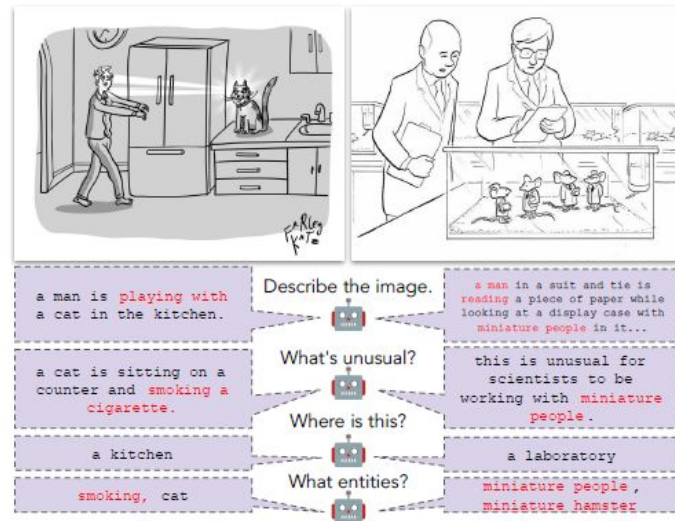 FARLEY
KATZ
Describe the image.
a man is playing with
a cat in the kitchen.
a man in a suit and tie is
reading a piece of paper while
looking at a display case with
miniature people in it...
What's unusual?
a cat is sitting on a
counter and smoking a
cigarette.
this is unusual for
scientists to be
working with miniature
people.
Where is this?
a kitchen
a laboratory
What entities?
smoking, cat
miniature people,
miniature hamster